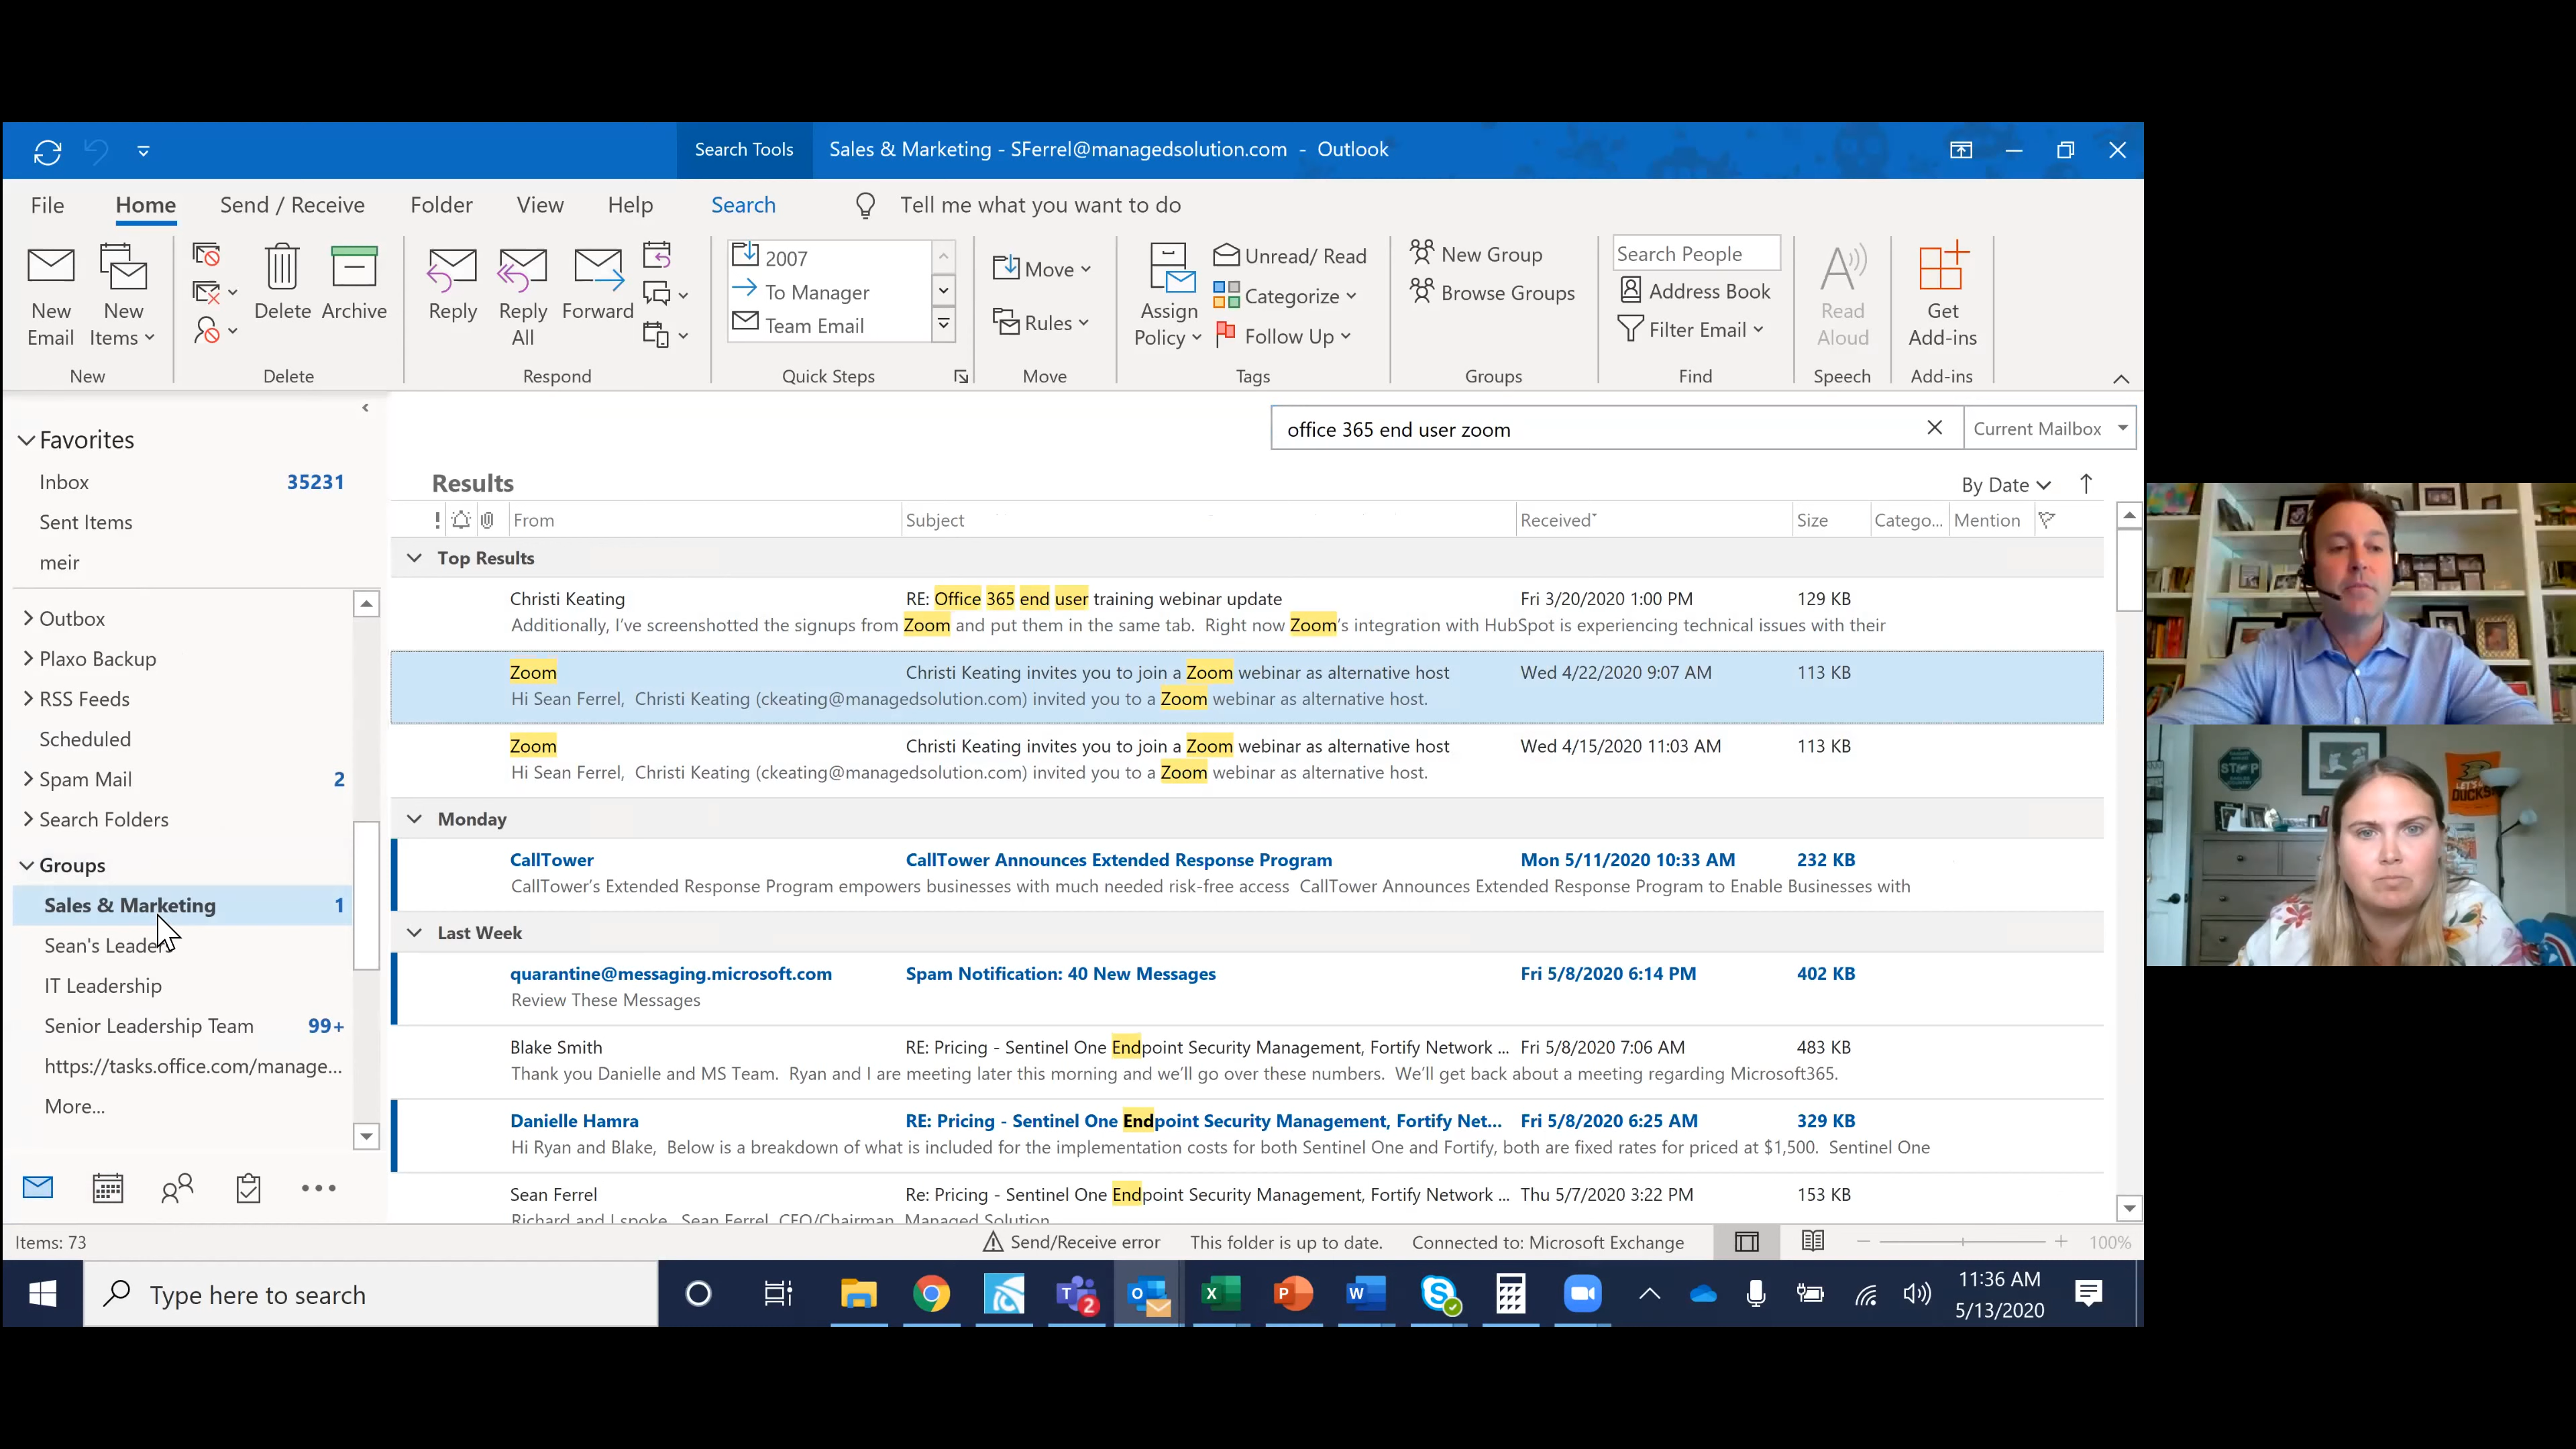 Search Tools
Sales & Marketing - SFerrel@managedsolution.com - Outlook
File Home Send / Receive Folder View Help Search Tell me what you want to do
New Email
New Items
Delete
Archive
Reply
Reply All
Forward
2007
To Manager
Team Email
Move
Rules
Assign Policy
Unread/ Read
Categorize
Follow Up
New Group
Browse Groups
Search People
Address Book
Filter Email
Read Aloud
Get Add-ins
New Delete Respond Quick Steps Move Tags Groups Find Speech Add-ins
Favorites
Inbox 35231
Sent Items
meir
Outbox
Plaxo Backup
RSS Feeds
Scheduled
Spam Mail 2
Search Folders
Groups
Sales & Marketing 1
Sean's Leader
IT Leadership
Senior Leadership Team 99+
https://tasks.office.com/manage...
More...
office 365 end user zoom
Current Mailbox
Results
By Date
! From Subject Received Size Catego... Mention
Top Results
Christi Keating RE: Office 365 end user training webinar update Fri 3/20/2020 1:00 PM 129 KB
Additionally, I've screenshotted the signups from Zoom and put them in the same tab. Right now Zoom's integration with HubSpot is experiencing technical issues with their
Zoom Christi Keating invites you to join a Zoom webinar as alternative host Wed 4/22/2020 9:07 AM 113 KB
Hi Sean Ferrel, Christi Keating (ckeating@managedsolution.com) invited you to a Zoom webinar as alternative host.
Zoom Christi Keating invites you to join a Zoom webinar as alternative host Wed 4/15/2020 11:03 AM 113 KB
Hi Sean Ferrel, Christi Keating (ckeating@managedsolution.com) invited you to a Zoom webinar as alternative host.
Monday
CallTower CallTower Announces Extended Response Program Mon 5/11/2020 10:33 AM 232 KB
CallTower's Extended Response Program empowers businesses with much needed risk-free access CallTower Announces Extended Response Program to Enable Businesses with
Last Week
quarantine@messaging.microsoft.com Spam Notification: 40 New Messages Fri 5/8/2020 6:14 PM 402 KB
Review These Messages
Blake Smith RE: Pricing - Sentinel One Endpoint Security Management, Fortify Network ... Fri 5/8/2020 7:06 AM 483 KB
Thank you Danielle and MS Team. Ryan and I are meeting later this morning and we'll go over these numbers. We'll get back about a meeting regarding Microsoft365.
Danielle Hamra RE: Pricing - Sentinel One Endpoint Security Management, Fortify Net... Fri 5/8/2020 6:25 AM 329 KB
Hi Ryan and Blake, Below is a breakdown of what is included for the implementation costs for both Sentinel One and Fortify, both are fixed rates for priced at $1,500. Sentinel One
Sean Ferrel Re: Pricing - Sentinel One Endpoint Security Management, Fortify Network ... Thu 5/7/2020 3:22 PM 153 KB
Richard and I spoke. Sean Ferrel CEO/Chairman Managed Solution
Items: 73
Send/Receive error This folder is up to date. Connected to: Microsoft Exchange 100%
Type here to search
2
11:36 AM
5/13/2020
STOP
DUCKS